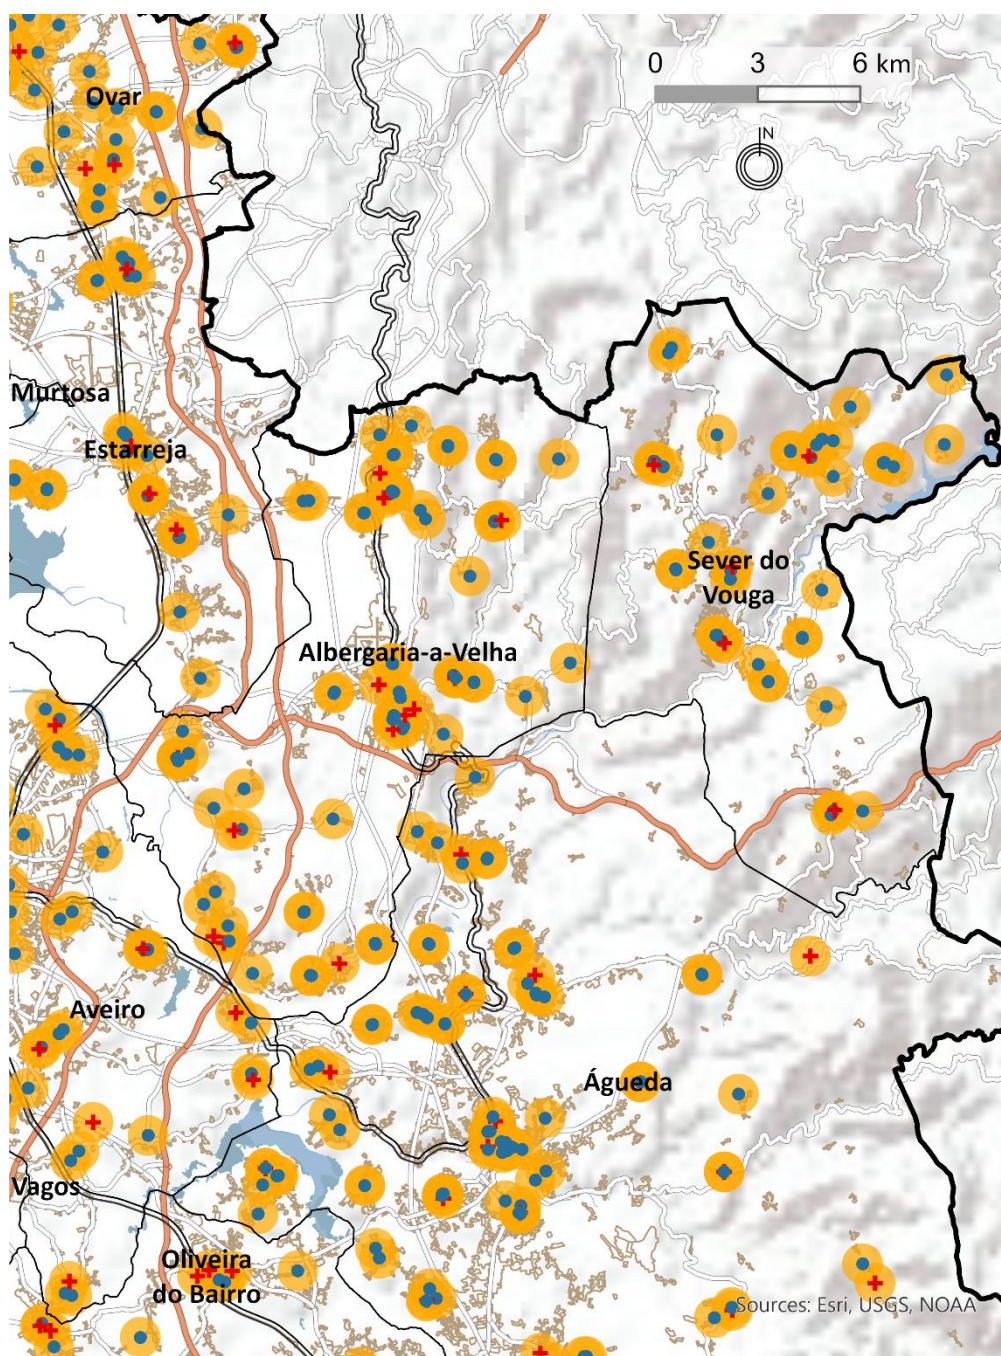 0 3 6 km
N
Ovar
Murtosa
Estarreja
Sever do
Vouga
Albergaria-a-Velha
Aveiro
Águeda
Vagos
Oliveira
do Bairro
Sources: Esri, USGS, NOAA